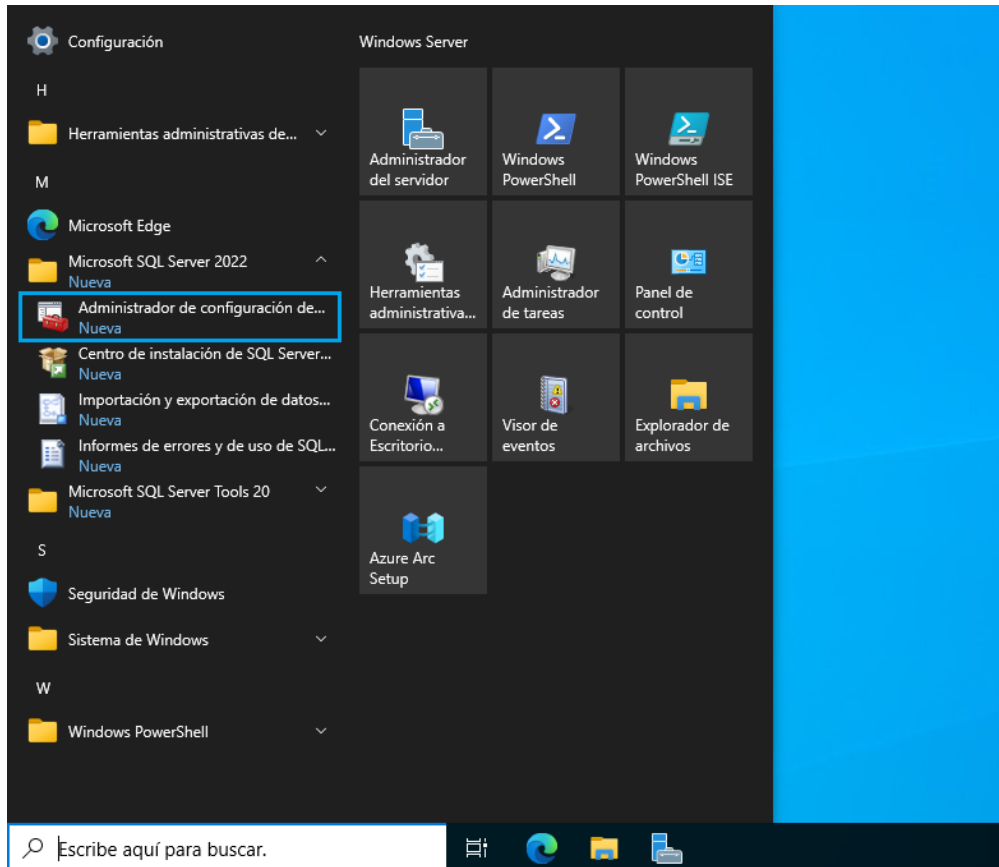 Configuración
H
Herramientas administrativas de...
M
Microsoft Edge
Microsoft SQL Server 2022
Nueva
Administrador de configuración de...
Nueva
Centro de instalación de SQL Server...
Nueva
Importación y exportación de datos...
Nueva
Informes de errores y de uso de SQL...
Nueva
Microsoft SQL Server Tools 20
Nueva
S
Seguridad de Windows
Sistema de Windows
W
Windows PowerShell
Windows Server
Administrador
del servidor
Windows
PowerShell
Windows
PowerShell ISE
Herramientas
administrativa...
Administrador
de tareas
Panel de
control
Conexión a
Escritorio...
Visor de
eventos
Explorador de
archivos
Azure Arc
Setup
Escribe aquí para buscar.